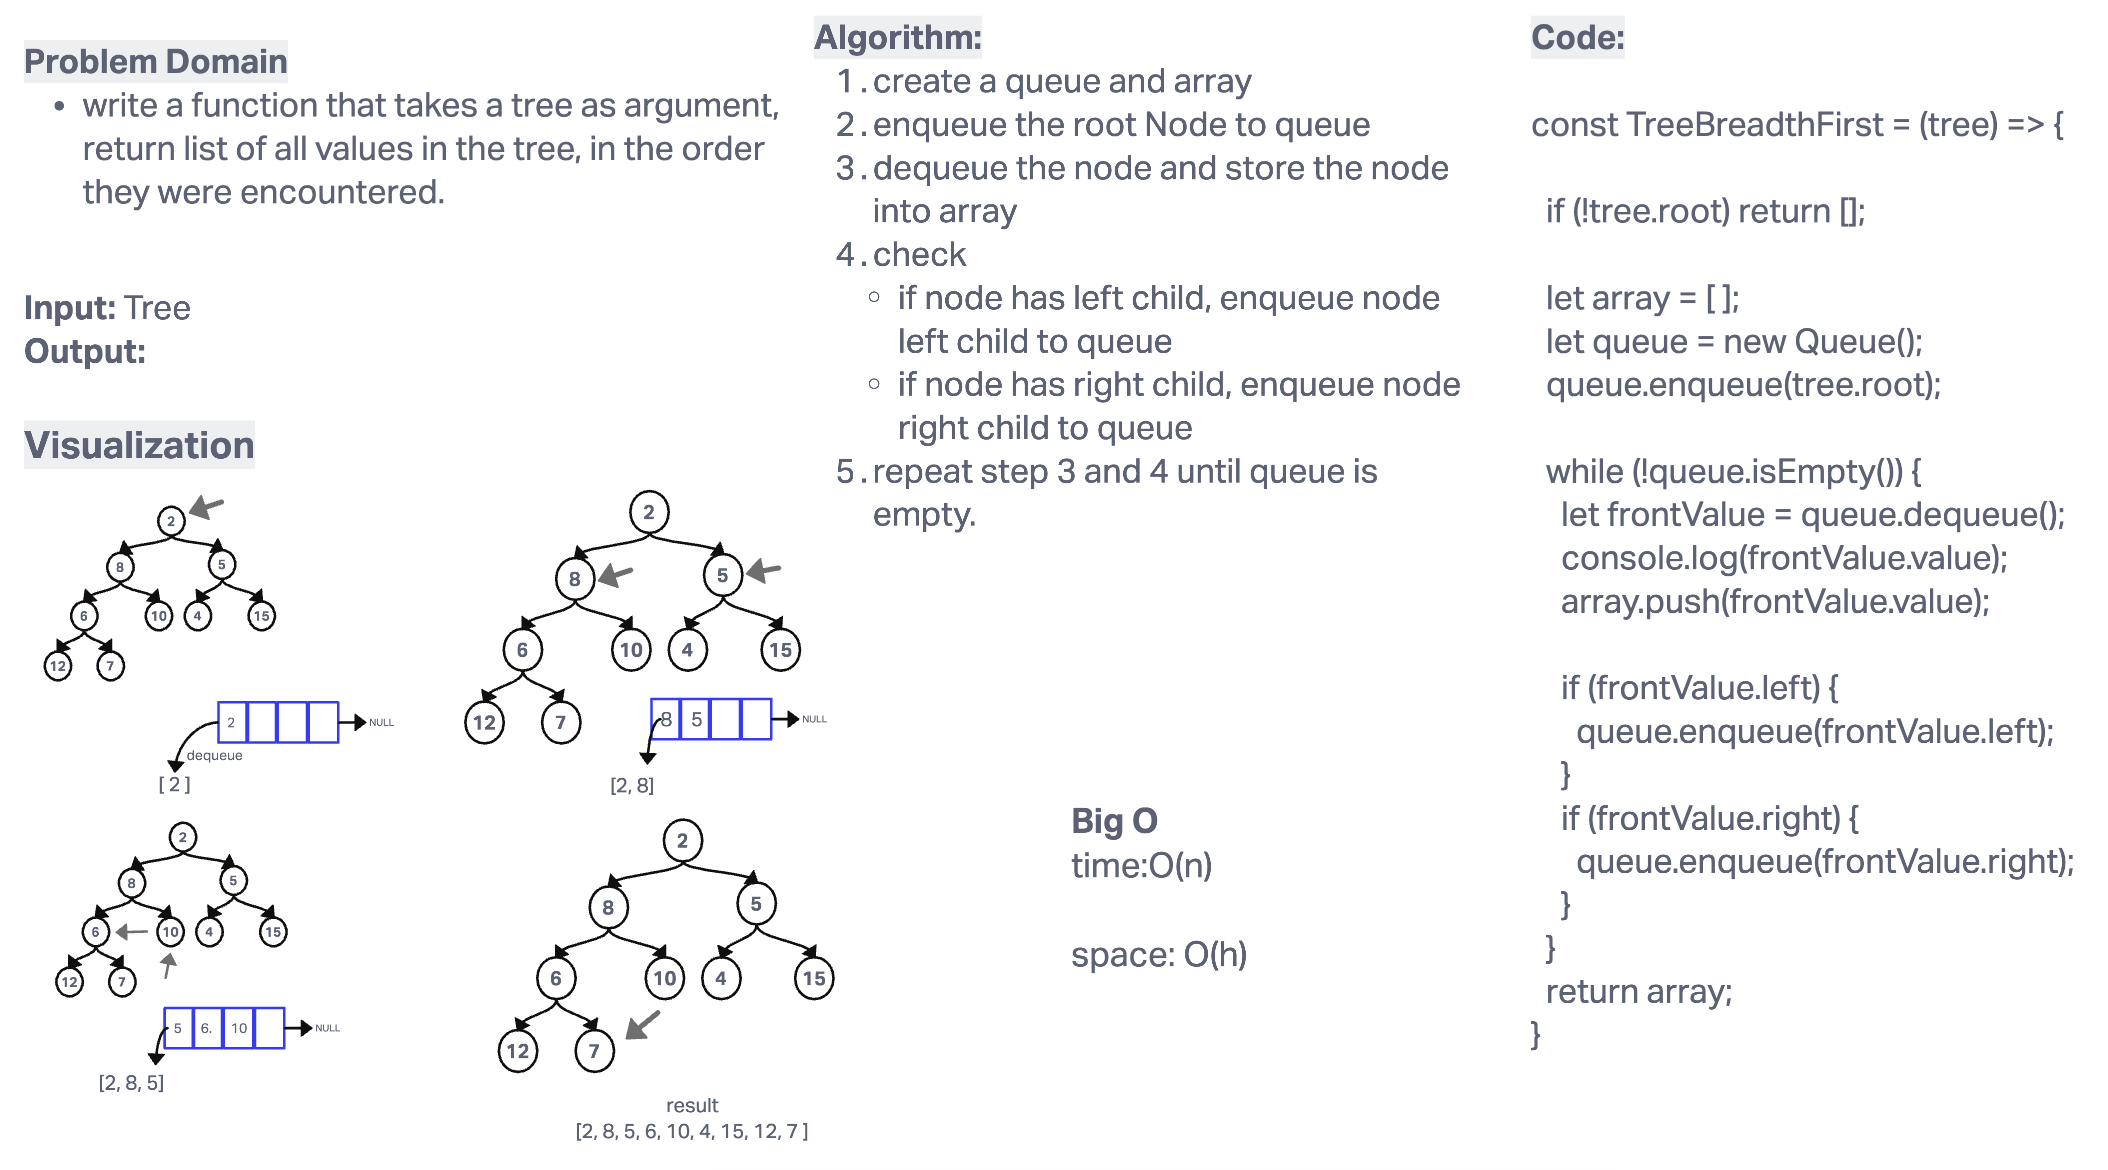 Problem Domain
• write a function that takes a tree as argument,
return list of all values in the tree, in the order
they were encountered.
Input: Tree
Output:
Visualization
2
8
5
6
10
4
15
12
7
2
NULL
dequeue
[ 2 ]
2
8
5
6
10
4
15
12
7
8 5
NULL
[2, 8]
2
8
5
6
10
4
15
12
7
5 6. 10
NULL
[2, 8, 5]
2
8
5
6
10
4
15
12
7
result
[2, 8, 5, 6, 10, 4, 15, 12, 7 ]
Algorithm:
1. create a queue and array
2. enqueue the root Node to queue
3. dequeue the node and store the node
into array
4. check
◦ if node has left child, enqueue node
left child to queue
◦ if node has right child, enqueue node
right child to queue
5. repeat step 3 and 4 until queue is
empty.
Big O
time:O(n)
space: O(h)
Code:
const TreeBreadthFirst = (tree) => {
if (!tree.root) return [];
let array = [ ];
let queue = new Queue();
queue.enqueue(tree.root);
while (!queue.isEmpty()) {
let frontValue = queue.dequeue();
console.log(frontValue.value);
array.push(frontValue.value);
if (frontValue.left) {
queue.enqueue(frontValue.left);
}
if (frontValue.right) {
queue.enqueue(frontValue.right);
}
}
return array;
}